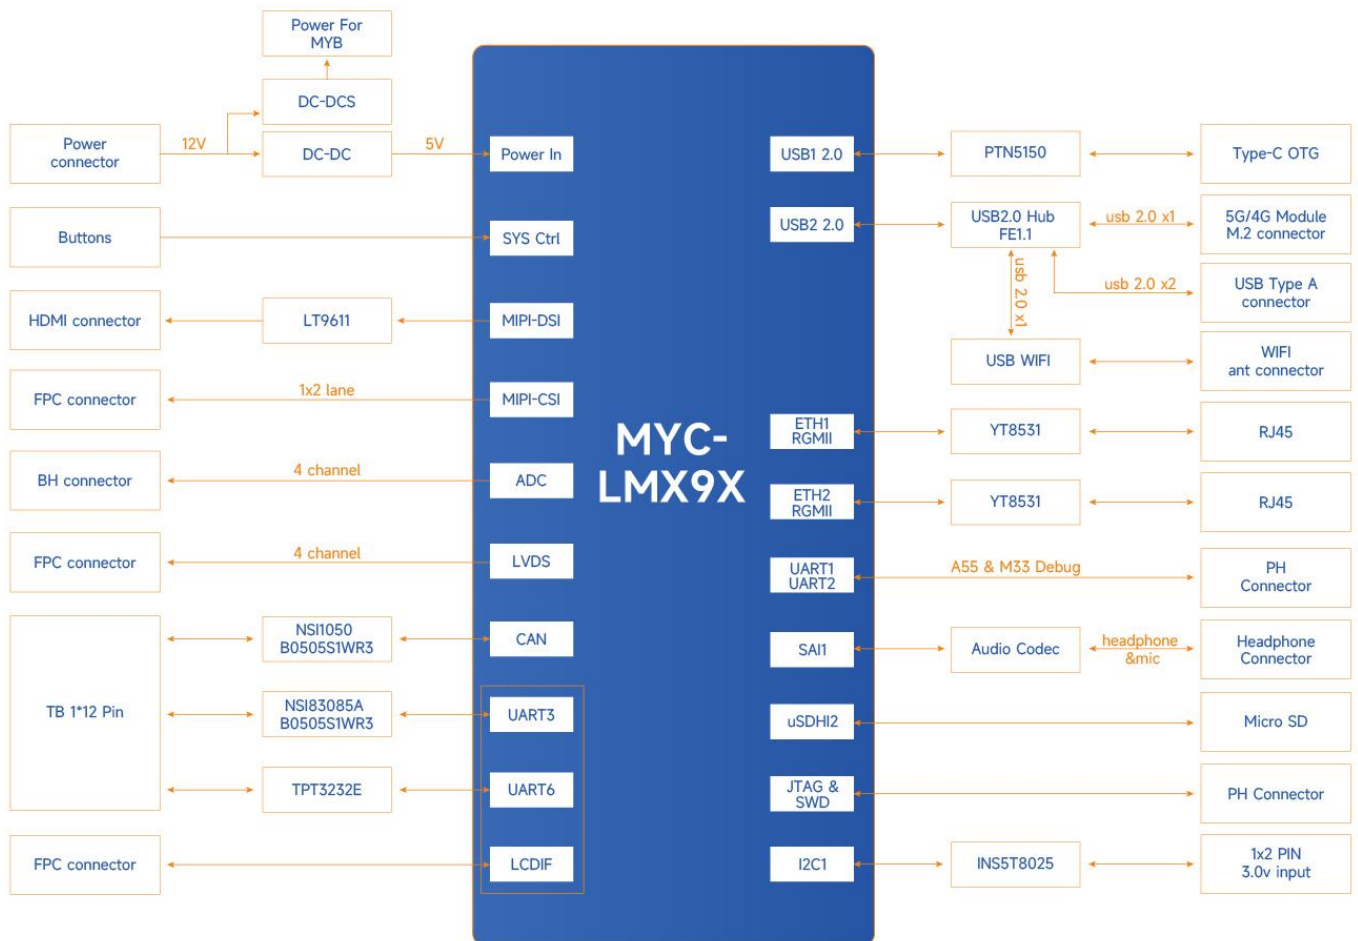 Power For
MYB
DC-DCS
Power
connector
12V
DC-DC
5V
Power In
Buttons
SYS Ctrl
HDMI connector
LT9611
MIPI-DSI
FPC connector
1x2 lane
MIPI-CSI
BH connector
4 channel
ADC
FPC connector
4 channel
LVDS
TB 1*12 Pin
NSI1050
B0505S1WR3
CAN
NSI83085A
B0505S1WR3
UART3
TPT3232E
UART6
FPC connector
LCDIF
MYC-
LMX9X
USB1 2.0
PTN5150
Type-C OTG
USB2 2.0
USB2.0 Hub
FE1.1
usb 2.0 x1
5G/4G Module
M.2 connector
usb 2.0 x2
USB Type A
connector
usb 2.0 x1
USB WIFI
WIFI
ant connector
ETH1
RGMII
YT8531
RJ45
ETH2
RGMII
YT8531
RJ45
UART1
UART2
A55 & M33 Debug
PH
Connector
SAI1
Audio Codec
headphone
&mic
Headphone
Connector
uSDHI2
Micro SD
JTAG &
SWD
PH Connector
I2C1
INS5T8025
1x2 PIN
3.0v input